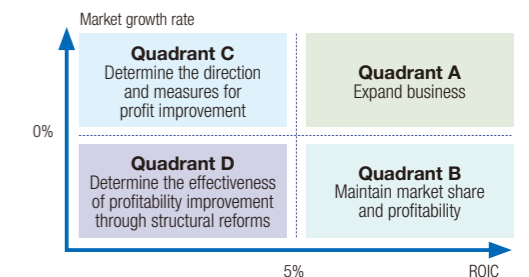 Market growth rate
Quadrant C
Determine the direction
and measures for
profit improvement
Quadrant A
Expand business
0%
Quadrant D
Determine the effectiveness
of profitability improvement
through structural reforms
Quadrant B
Maintain market share
and profitability
5%
ROIC